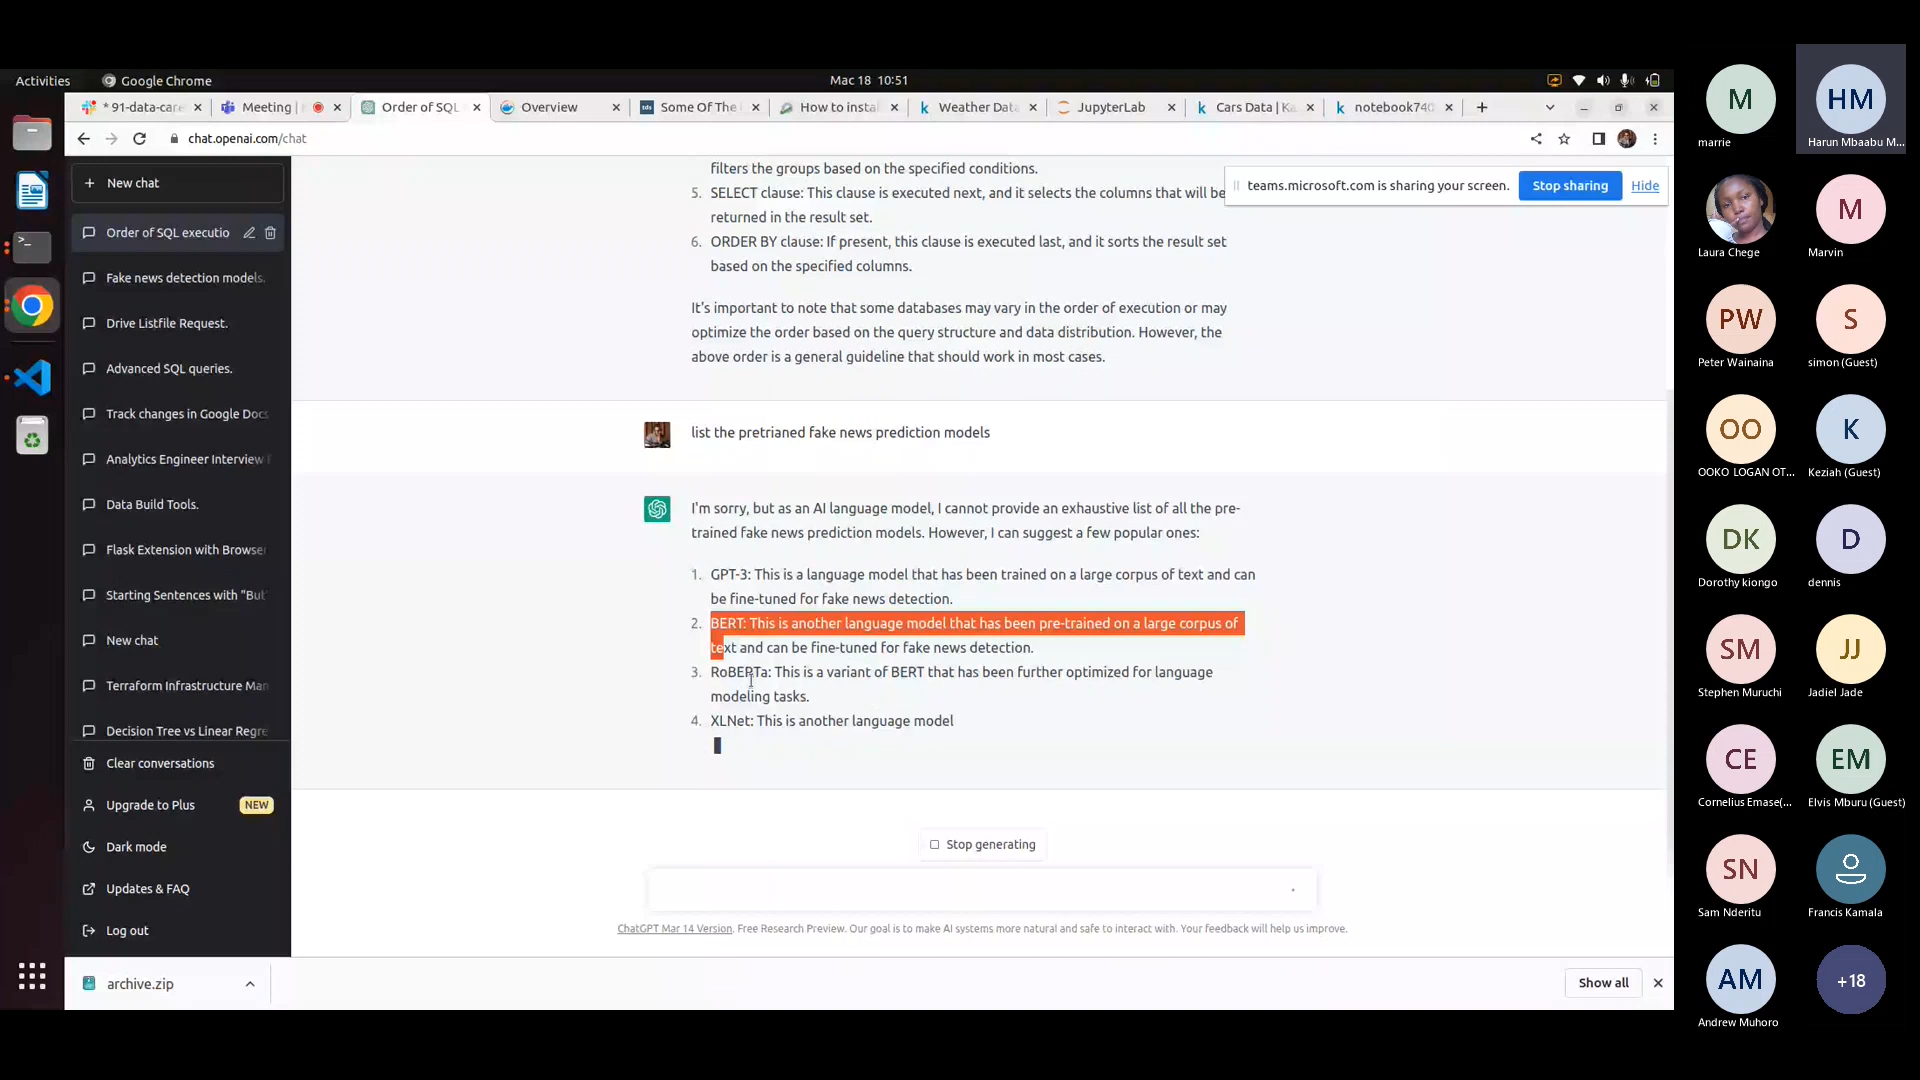 Activities
Google Chrome
Mac 18 10:51
* 91-data-care
Meeting |
Order of SQL
Overview
Some Of The
How to insta
Weather Dat
JupyterLab
Cars Data | Ka
notebook740
chat.openai.com/chat
New chat
Order of SQL executio
Fake news detection models.
Drive Listfile Request.
Advanced SQL queries.
Track changes in Google Docs
Analytics Engineer Interview
Data Build Tools.
Flask Extension with Browser
Starting Sentences with "But
New chat
Terraform Infrastructure Man
Decision Tree vs Linear Regre
Clear conversations
Upgrade to Plus NEW
Dark mode
Updates & FAQ
Log out
filters the groups based on the specified conditions.
5. SELECT clause: This clause is executed next, and it selects the columns that will be
returned in the result set.
6. ORDER BY clause: If present, this clause is executed last, and it sorts the result set
based on the specified columns.
It's important to note that some databases may vary in the order of execution or may
optimize the order based on the query structure and data distribution. However, the
above order is a general guideline that should work in most cases.
teams.microsoft.com is sharing your screen.
Stop sharing
Hide
list the pretrianed fake news prediction models
I'm sorry, but as an AI language model, I cannot provide an exhaustive list of all the pre-
trained fake news prediction models. However, I can suggest a few popular ones:
1. GPT-3: This is a language model that has been trained on a large corpus of text and can
be fine-tuned for fake news detection.
2. BERT: This is another language model that has been pre-trained on a large corpus of
text and can be fine-tuned for fake news detection.
3. RoBERTa: This is a variant of BERT that has been further optimized for language
modeling tasks.
4. XLNet: This is another language model
Stop generating
ChatGPT Mar 14 Version. Free Research Preview. Our goal is to make AI systems more natural and safe to interact with. Your feedback will help us improve.
archive.zip
Show all
M
marrie
HM
Harun Mbaabu M...
Laura Chege
M
Marvin
PW
Peter Wainaina
S
simon (Guest)
OO
OOKO LOGAN OT...
K
Keziah (Guest)
DK
Dorothy kiongo
D
dennis
SM
Stephen Muruchi
JJ
Jadiel Jade
CE
Cornelius Emase(...
EM
Elvis Mburu (Guest)
SN
Sam Nderitu
Francis Kamala
AM
Andrew Muhoro
+18